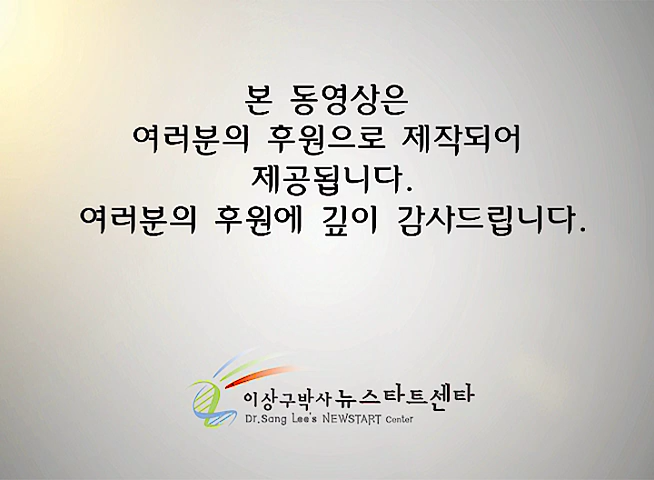 본 동영상은
여러분의 후원으로 제작되어
제공됩니다.
여러분의 후원에 깊이 감사드립니다.
이상구박사 뉴스타트센타
Dr.Sang Lee's NEWSTART Center